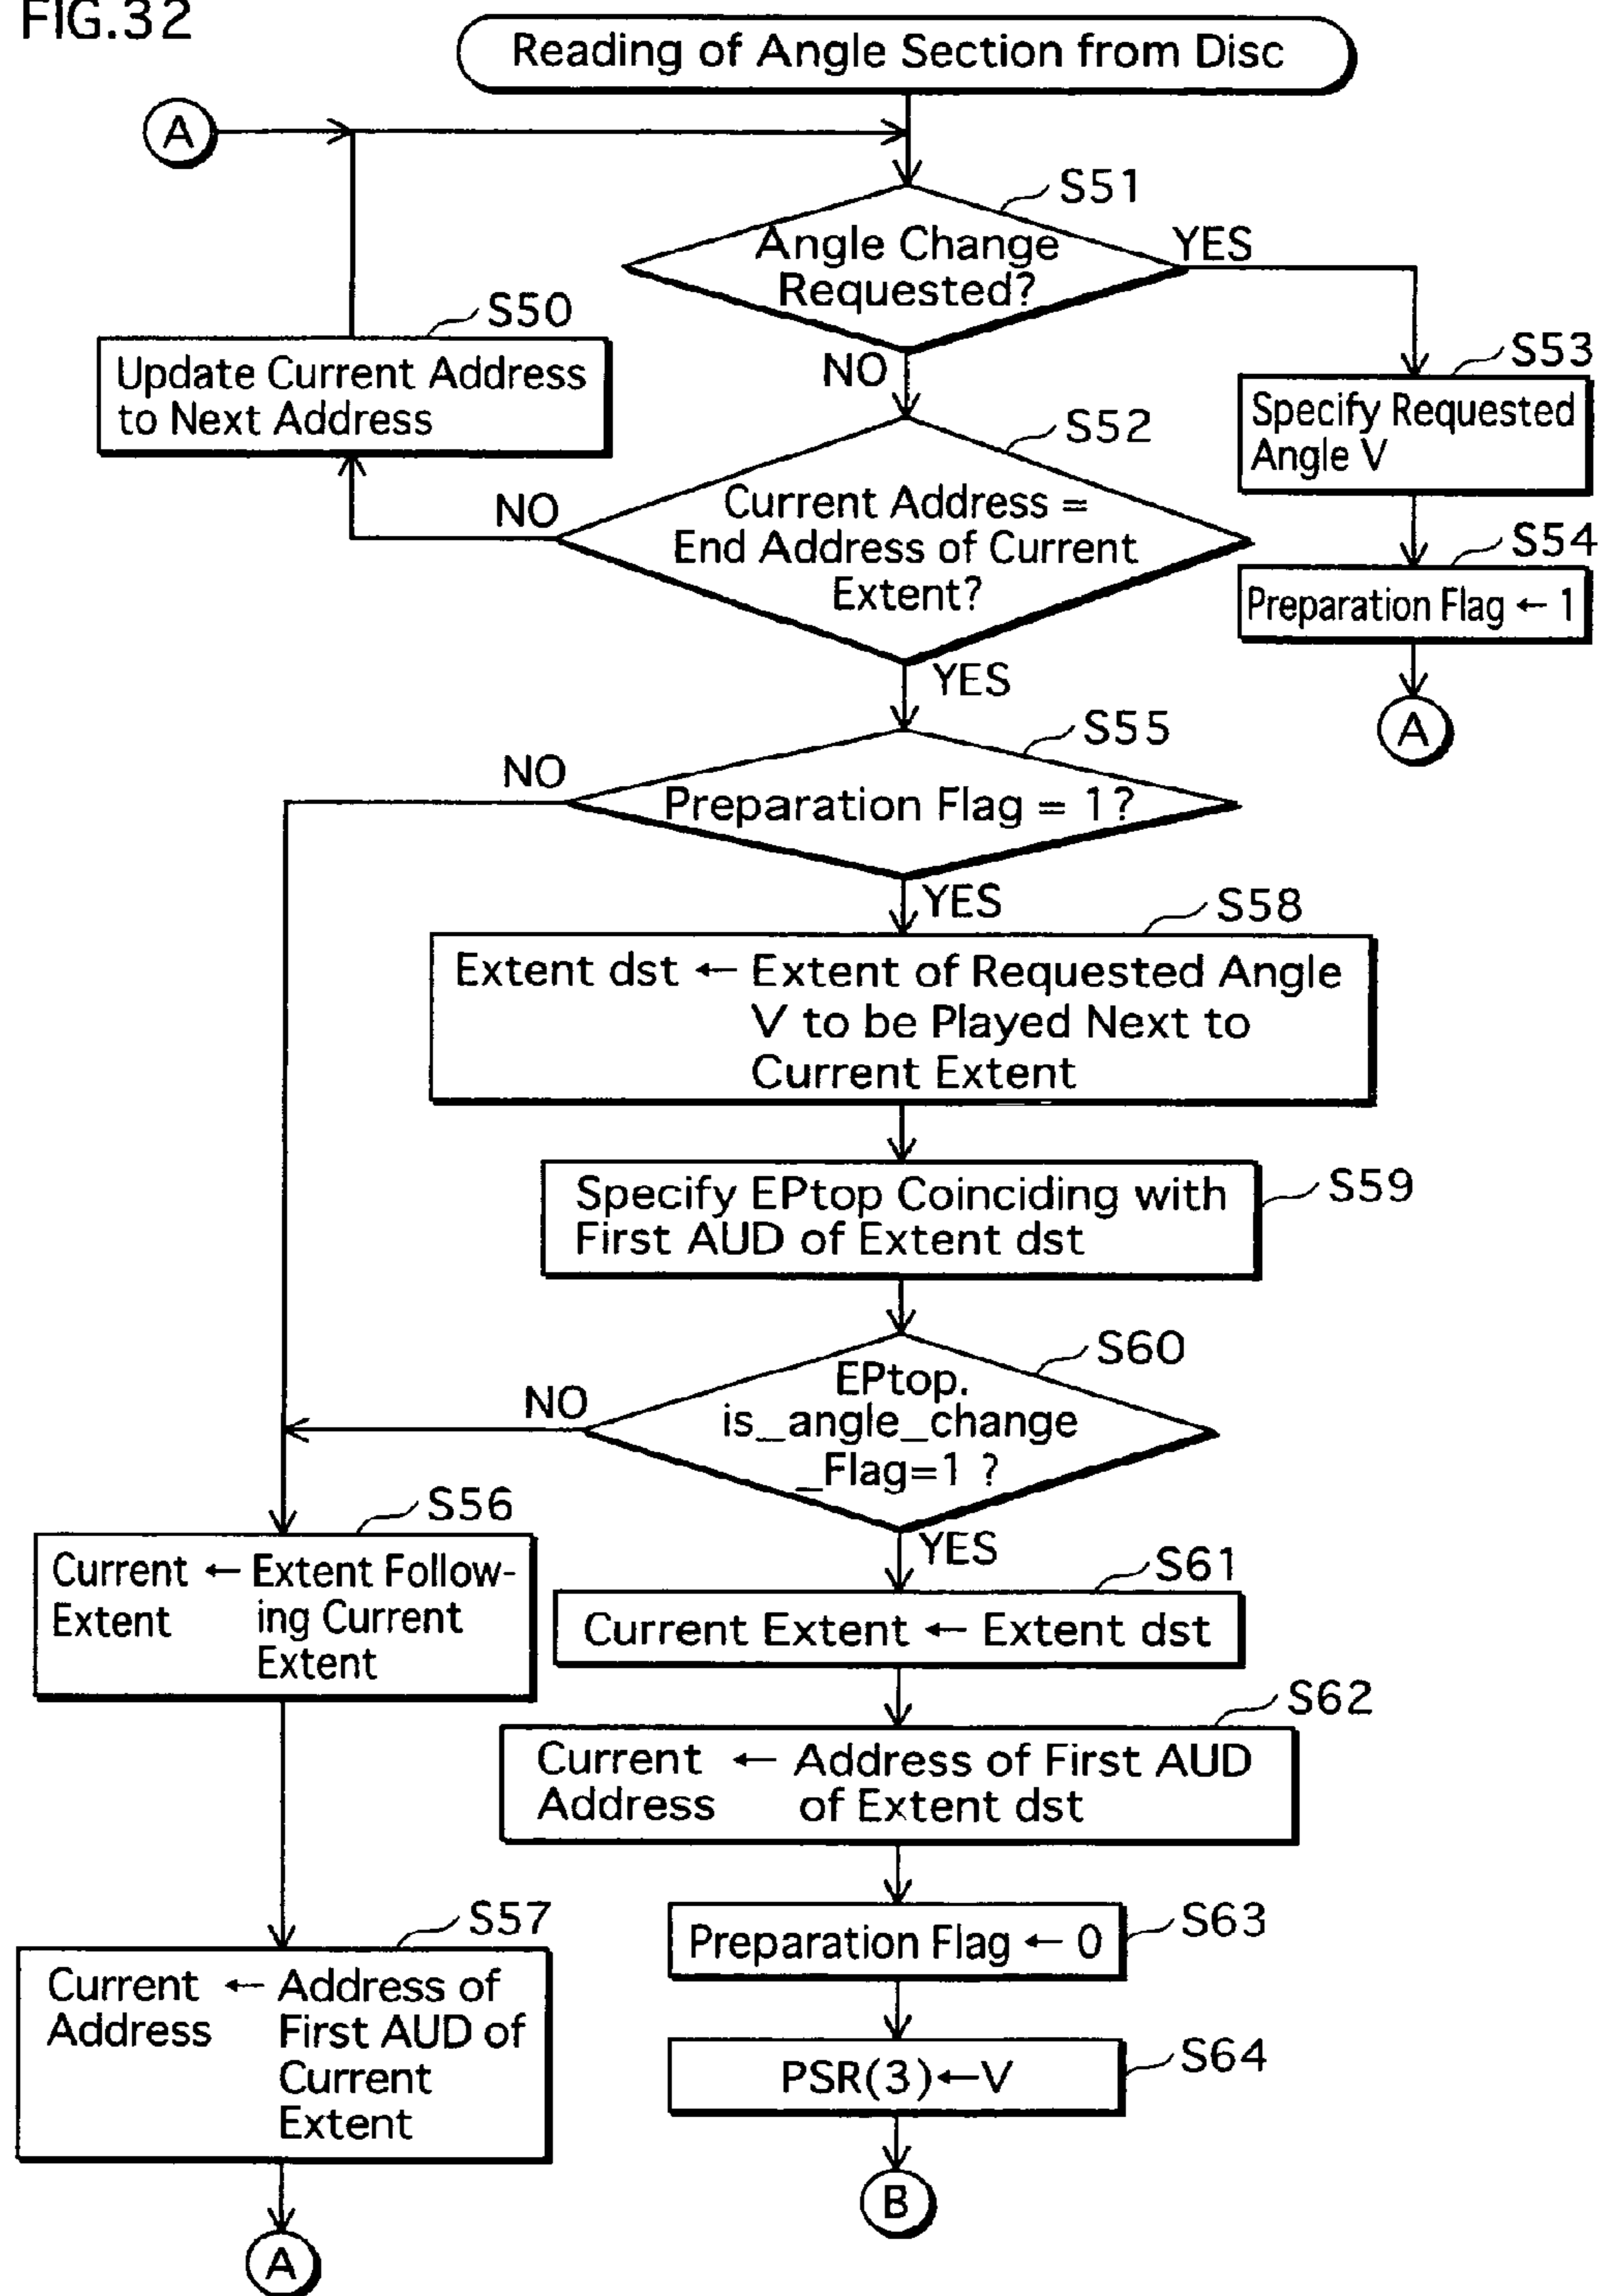 FIG.32
Reading of Angle Section from Disc
A
S51
Angle Change
Requested?
YES
NO
S50
Update Current Address
to Next Address
S53
Specify Requested
Angle V
S52
Current Address =
End Address of Current
Extent?
NO
YES
S54
Preparation Flag ← 1
A
S55
Preparation Flag = 1?
NO
YES
S58
Extent dst ← Extent of Requested Angle
V to be Played Next to
Current Extent
S59
Specify EPtop Coinciding with
First AUD of Extent dst
S60
EPtop.
is_angle_change
_Flag=1 ?
NO
YES
S56
Current ← Extent Follow-
Extent ing Current
Extent
S61
Current Extent ← Extent dst
S62
Current ← Address of First AUD
Address of Extent dst
S57
Current ← Address of
Address First AUD of
Current
Extent
A
S63
Preparation Flag ← 0
S64
PSR(3)←V
B